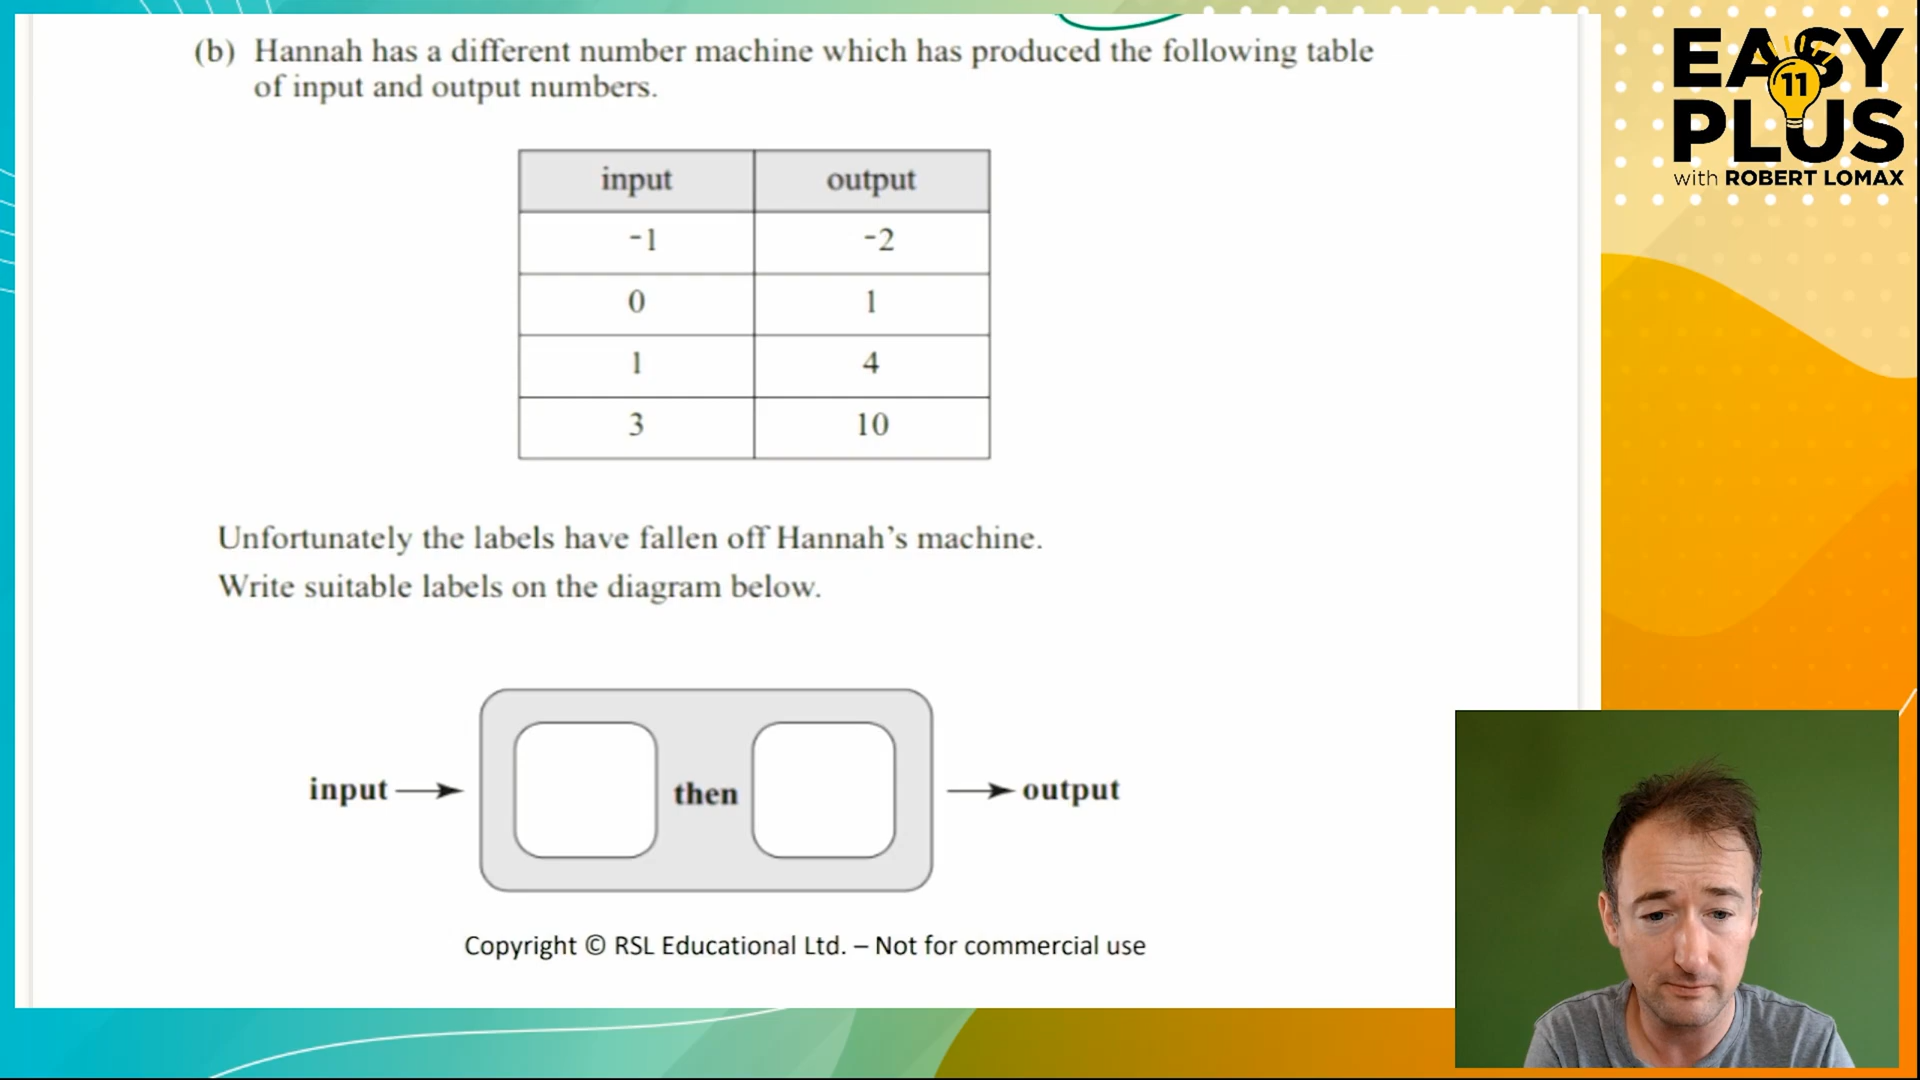 (b) Hannah has a different number machine which has produced the following table
of input and output numbers.
input output
-1 -2
0 1
1 4
3 10
Unfortunately the labels have fallen off Hannah's machine.
Write suitable labels on the diagram below.
input then output
Copyright © RSL Educational Ltd. – Not for commercial use
EASY
11
PLUS
with ROBERT LOMAX